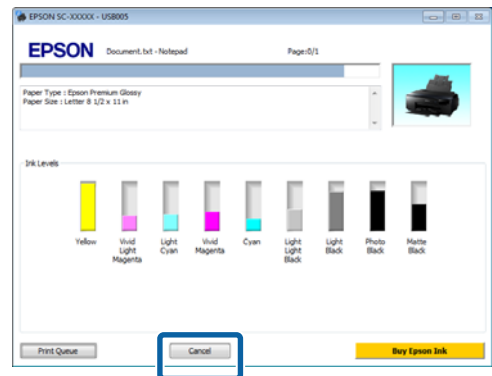 EPSON SC-XXXXX - USB005
EPSON
Document.txt - Notepad
Page:0/1
Paper Type : Epson Premium Glossy
Paper Size : Letter 8 1/2 x 11 in
Ink Levels
Yellow
Vivid Light Magenta
Light Cyan
Vivid Magenta
Cyan
Light Light Black
Light Black
Photo Black
Matte Black
Print Queue
Cancel
Buy Epson Ink